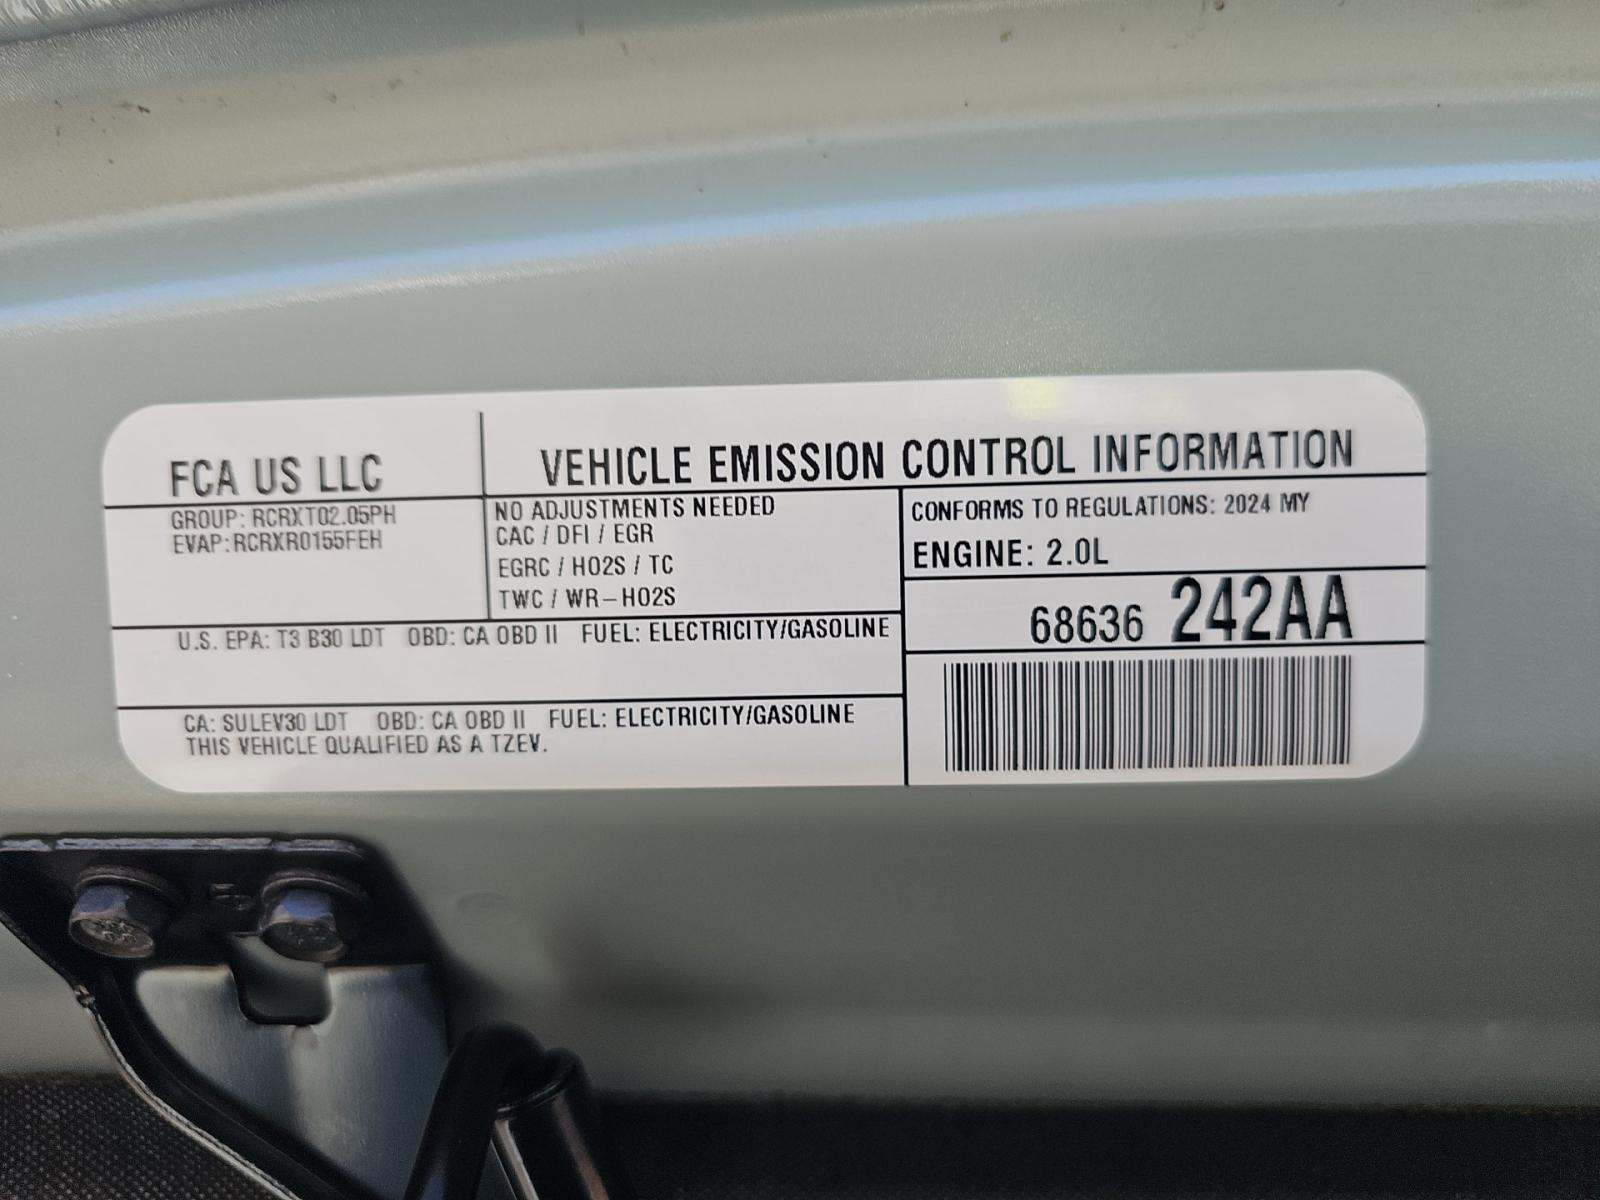 FCA US LLC
VEHICLE EMISSION CONTROL INFORMATION
GROUP: RCRXT02.05PH
EVAP: RCRXR0155FEH
NO ADJUSTMENTS NEEDED
CAC / DFI / EGR
EGRC / HO2S / TC
TWC / WR-HO2S
CONFORMS TO REGULATIONS: 2024 MY
ENGINE: 2.0L
68636 242AA
U.S. EPA: T3 B30 LDT OBD: CA OBD II FUEL: ELECTRICITY/GASOLINE
CA: SULEV30 LDT OBD: CA OBD II FUEL: ELECTRICITY/GASOLINE
THIS VEHICLE QUALIFIED AS A TZEV.